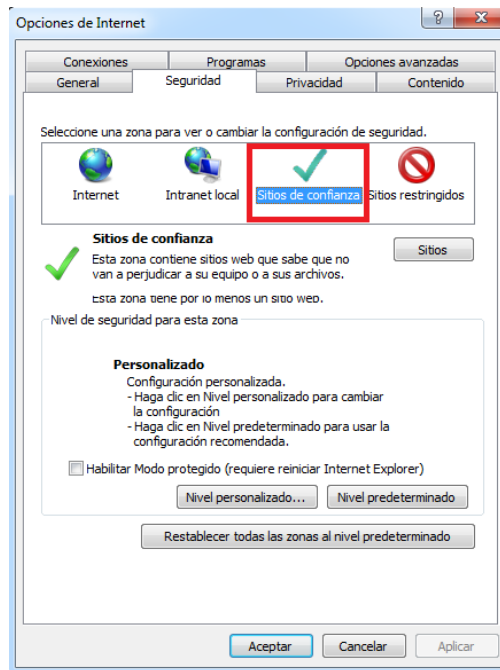 Opciones de Internet
Conexiones Programas Opciones avanzadas
General Seguridad Privacidad Contenido
Seleccione una zona para ver o cambiar la configuración de seguridad.
Internet Intranet local Sitios de confianza Sitios restringidos
Sitios de confianza
Sitios
Esta zona contiene sitios web que sabe que no
van a perjudicar a su equipo o a sus archivos.
Esta zona tiene por lo menos un sitio web.
Nivel de seguridad para esta zona
Personalizado
Configuración personalizada.
- Haga clic en Nivel personalizado para cambiar
la configuración
- Haga clic en Nivel predeterminado para usar la
configuración recomendada.
Habilitar Modo protegido (requiere reiniciar Internet Explorer)
Nivel personalizado... Nivel predeterminado
Restablecer todas las zonas al nivel predeterminado
Aceptar Cancelar Aplicar